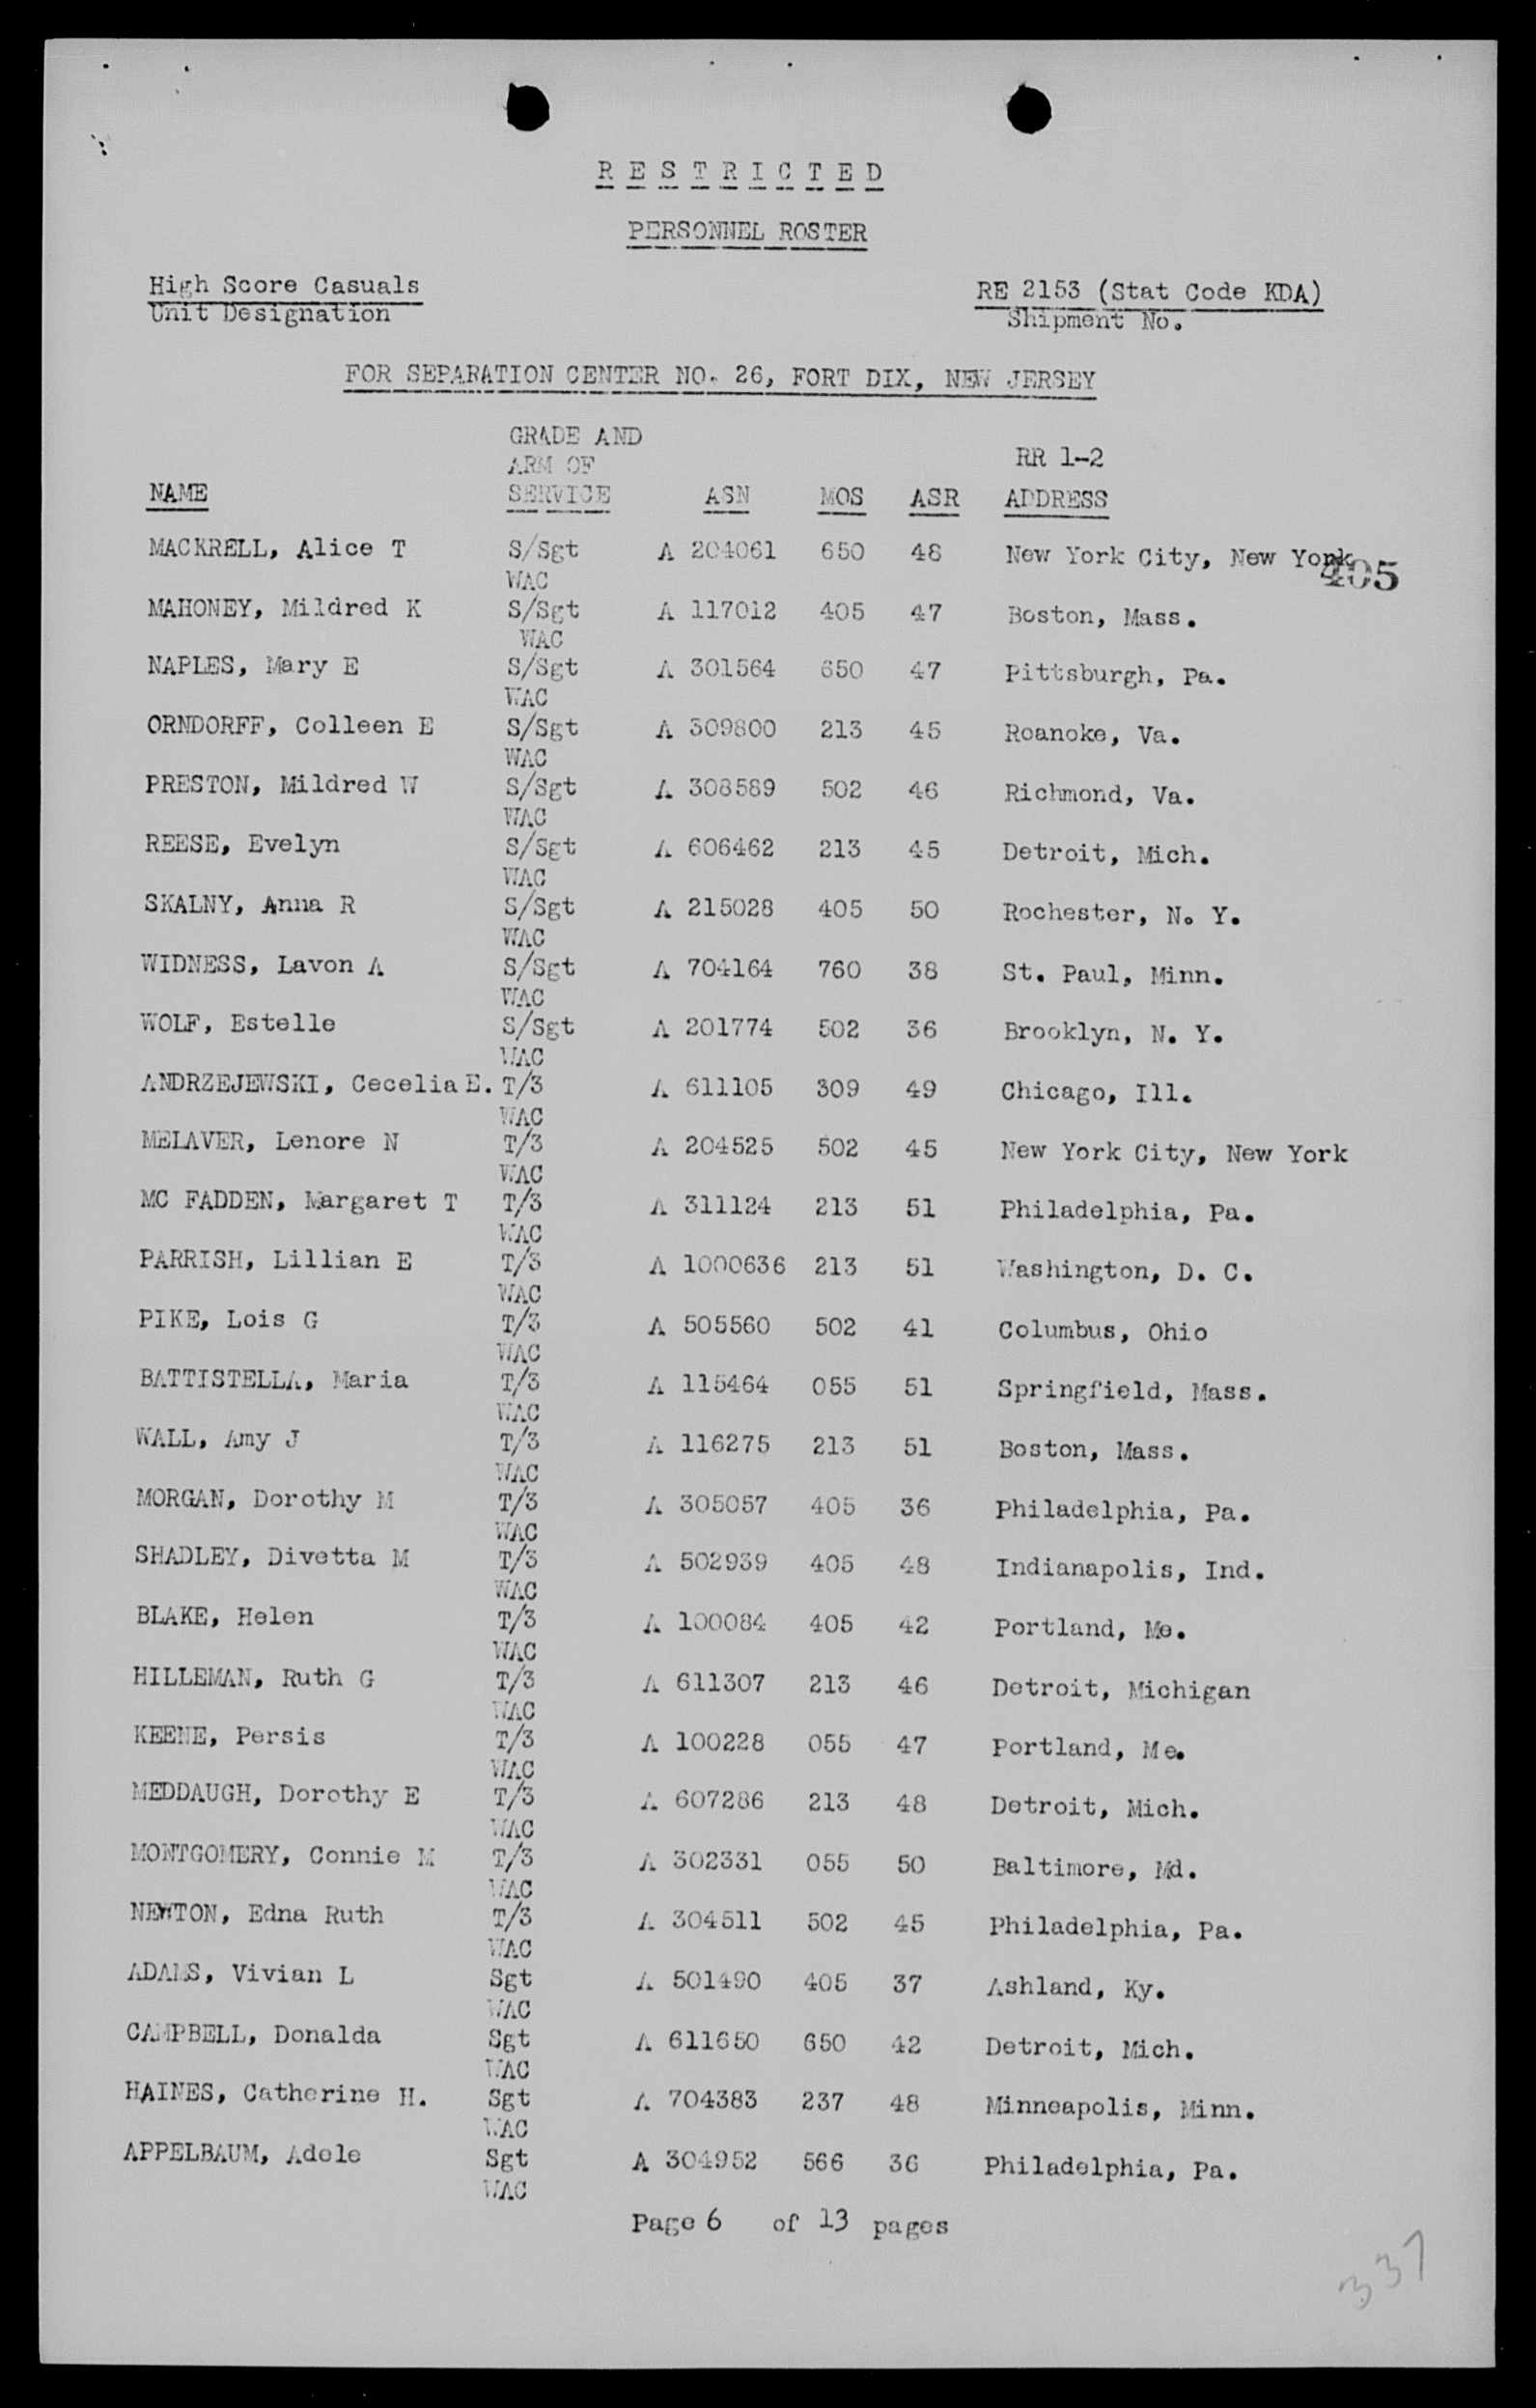 R E S T R I C T E D
PERSONNEL ROSTER
High Score Casuals RE 2153 (Stat Code KDA)
Unit Designation Shipment No.
FOR SEPARATION CENTER NO. 26, FORT DIX, NEW JERSEY
GRADE AND
ARM OF RR 1-2
NAME SERVICE ASN MOS ASR ADDRESS
MACKRELL, Alice T S/Sgt A 204061 650 48 New York City, New York
WAC 405
MAHONEY, Mildred K S/Sgt A 117012 405 47 Boston, Mass.
WAC
NAPLES, Mary E S/Sgt A 301564 650 47 Pittsburgh, Pa.
WAC
ORNDORFF, Colleen E S/Sgt A 309800 213 45 Roanoke, Va.
WAC
PRESTON, Mildred W S/Sgt A 308589 502 46 Richmond, Va.
WAC
REESE, Evelyn S/Sgt A 606462 213 45 Detroit, Mich.
WAC
SKALNY, Anna R S/Sgt A 215028 405 50 Rochester, N. Y.
WAC
WIDNESS, Lavon A S/Sgt A 704164 760 38 St. Paul, Minn.
WAC
WOLF, Estelle S/Sgt A 201774 502 36 Brooklyn, N. Y.
WAC
ANDRZEJEWSKI, Cecelia E. T/3 A 611105 309 49 Chicago, Ill.
WAC
MELAVER, Lenore N T/3 A 204525 502 45 New York City, New York
WAC
MC FADDEN, Margaret T T/3 A 311124 213 51 Philadelphia, Pa.
WAC
PARRISH, Lillian E T/3 A 1000636 213 51 Washington, D. C.
WAC
PIKE, Lois G T/3 A 505560 502 41 Columbus, Ohio
WAC
BATTISTELLA, Maria T/3 A 115464 055 51 Springfield, Mass.
WAC
WALL, Amy J T/3 A 116275 213 51 Boston, Mass.
WAC
MORGAN, Dorothy M T/3 A 305057 405 36 Philadelphia, Pa.
WAC
SHADLEY, Divetta M T/3 A 502939 405 48 Indianapolis, Ind.
WAC
BLAKE, Helen T/3 A 100084 405 42 Portland, Me.
WAC
HILLEMAN, Ruth G T/3 A 611307 213 46 Detroit, Michigan
WAC
KEENE, Persis T/3 A 100228 055 47 Portland, Me.
WAC
MEDDAUGH, Dorothy E T/3 A 607286 213 48 Detroit, Mich.
WAC
MONTGOMERY, Connie M T/3 A 302331 055 50 Baltimore, Md.
WAC
NEWTON, Edna Ruth T/3 A 304511 502 45 Philadelphia, Pa.
WAC
ADAMS, Vivian L Sgt A 501490 405 37 Ashland, Ky.
WAC
CAMPBELL, Donalda Sgt A 611650 650 42 Detroit, Mich.
WAC
HAINES, Catherine H. Sgt A 704383 237 48 Minneapolis, Minn.
WAC
APPELBAUM, Adele Sgt A 304952 566 36 Philadelphia, Pa.
WAC
Page 6 of 13 pages
337